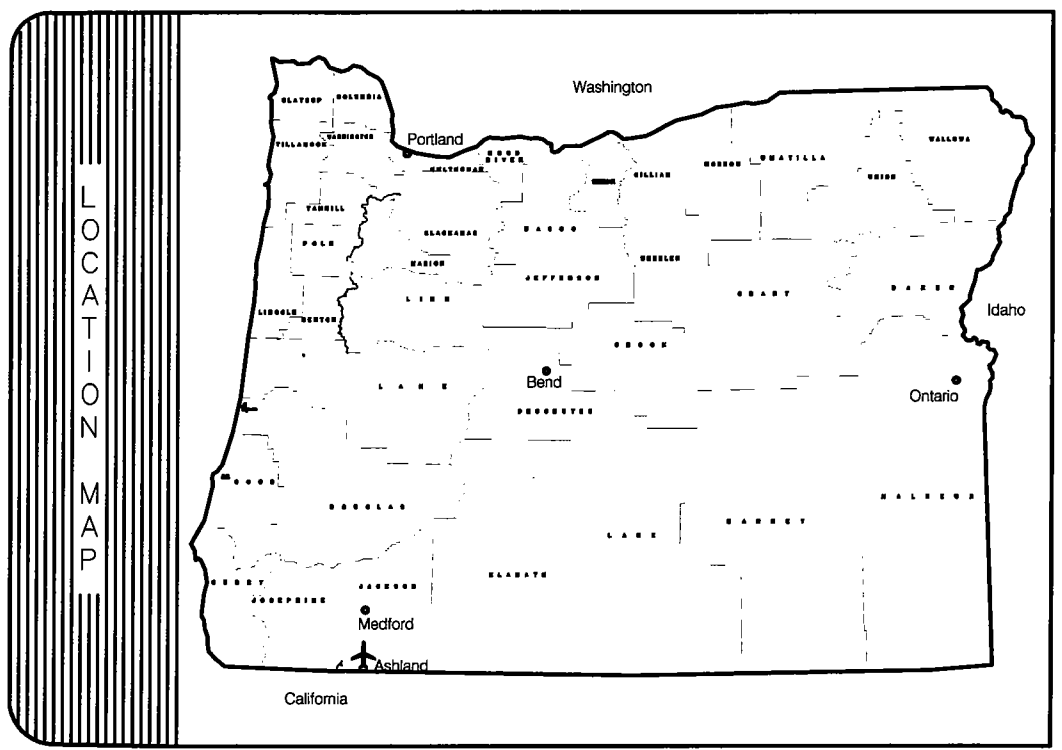 LOCATION MAP
Washington
CLATSOP
COLUMBIA
TILLAMOOK
WASHINGTON
Portland
MULTNOMAH
HOOD
RIVER
GILLIAM
MORROW
UMATILLA
WALLOWA
UNION
YAMHILL
POLK
CLACKAMAS
WASCO
MARION
JEFFERSON
WHEELER
LINN
GRANT
BAKER
Idaho
LINCOLN
BENTON
CROOK
LANE
Bend
Ontario
DESCHUTES
COOS
DOUGLAS
MALHEUR
LAKE
HARNEY
KLAMATH
CURRY
JACKSON
JOSEPHINE
Medford
Ashland
California